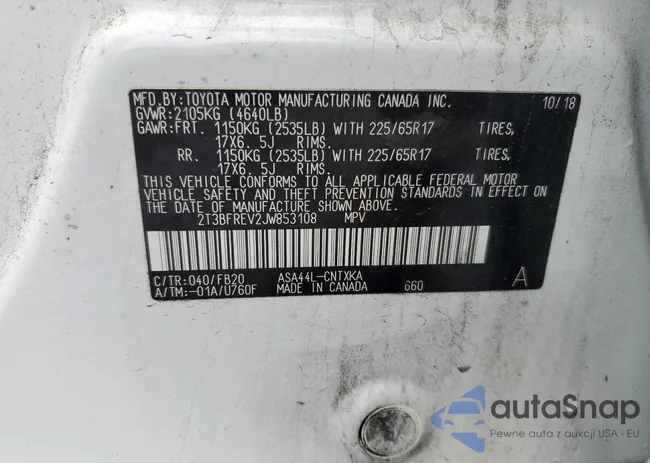 MFD.BY:TOYOTA MOTOR MANUFACTURING CANADA INC. 10/18
GVWR:2105KG (4640LB)
GAWR:FRT. 1150KG (2535LB) WITH 225/65R17 TIRES,
17X6. 5J RIMS.
RR. 1150KG (2535LB) WITH 225/65R17 TIRES,
17X6. 5J RIMS.
THIS VEHICLE CONFORMS TO ALL APPLICABLE FEDERAL MOTOR
VEHICLE SAFETY AND THEFT PREVENTION STANDARDS IN EFFECT
ON THE DATE OF MANUFACTURE SHOWN ABOVE.
2T3BFREV2JW853108 MPV
C/TR:040/FB20 ASA44L-CNTXKA A
A/TM:-01A/U760F MADE IN CANADA 660
autoSnap
Pewne auta z aukcji USA i EU